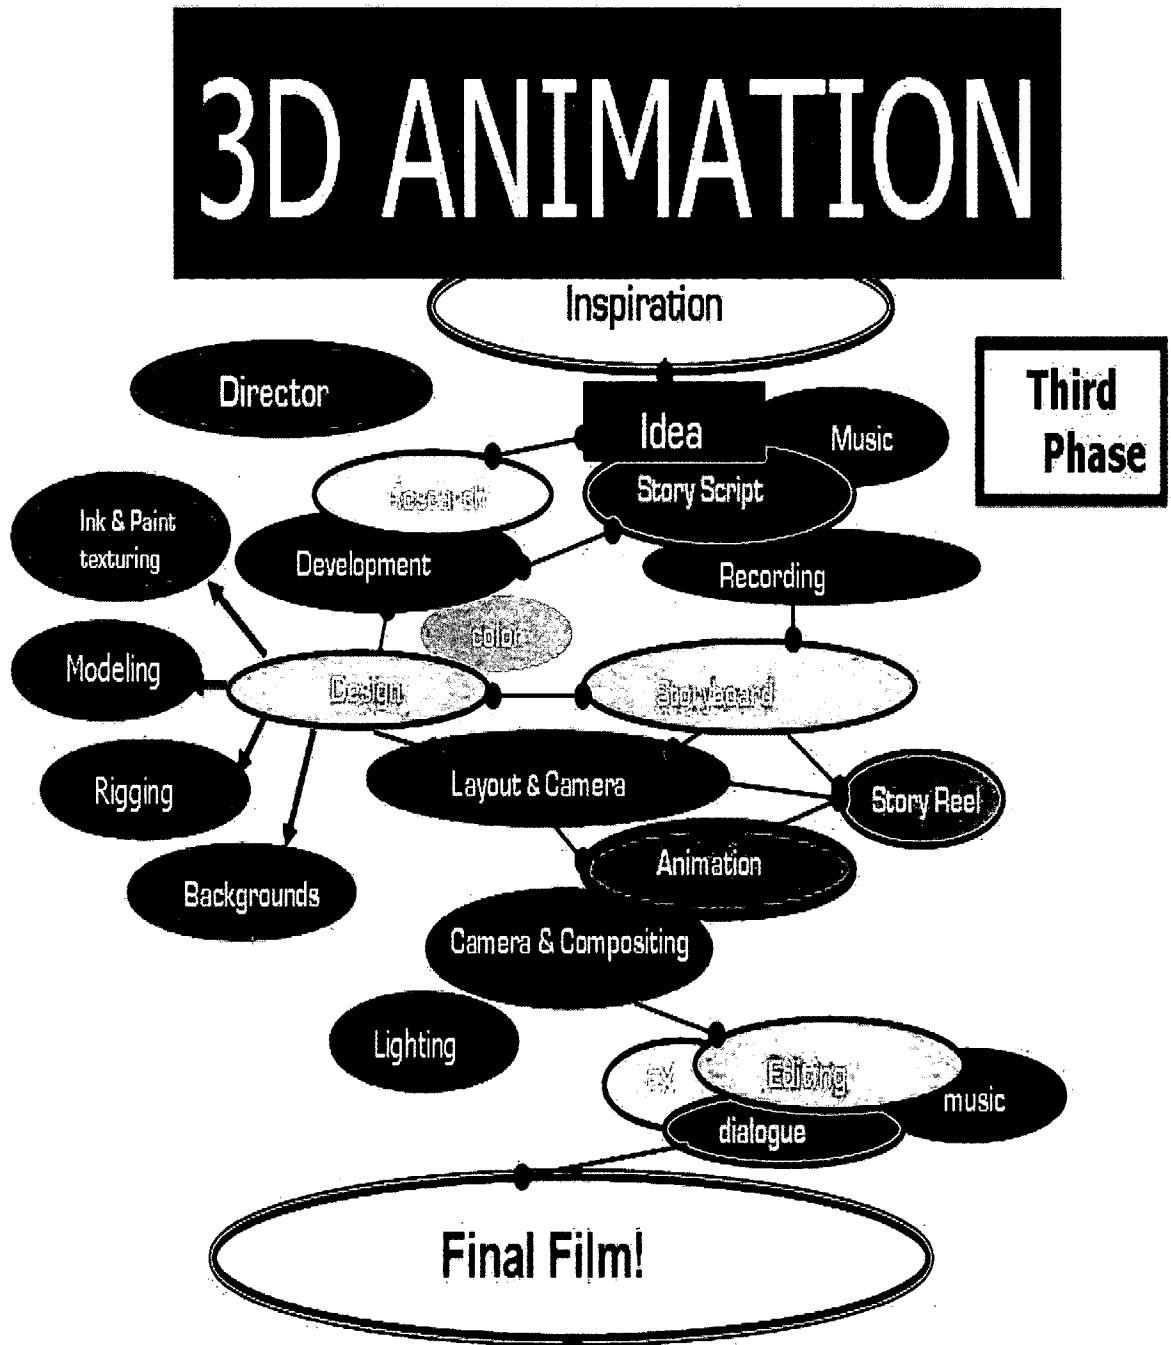 3D ANIMATION
Inspiration
Third
Phase
Director
Idea
Music
Research
Story Script
Ink & Paint
texturing
Development
Recording
color
Modeling
Design
Storyboard
Rigging
Layout & Camera
Story Reel
Animation
Backgrounds
Camera & Compositing
Lighting
Editing
music
dialogue
Final Film!